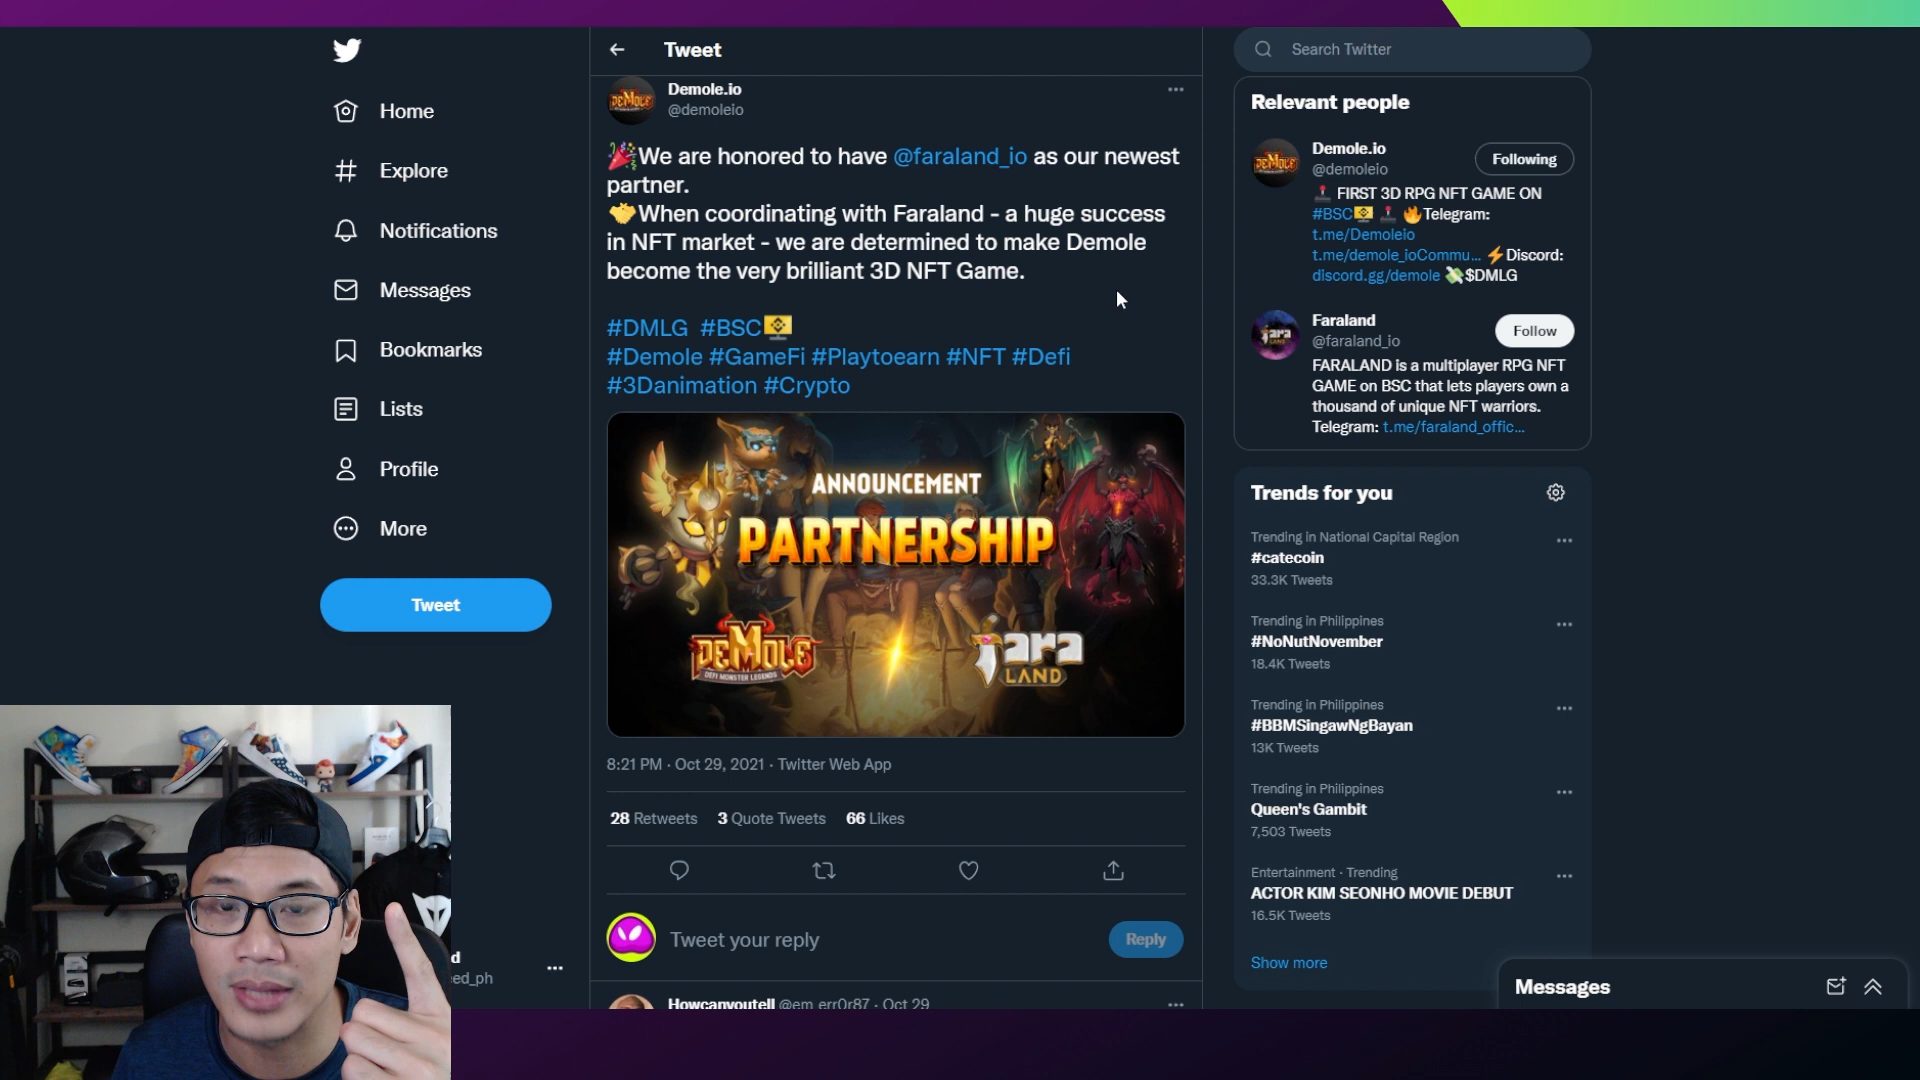 Tweet
Search Twitter
Demole.io
@demoleio
Home
Explore
Notifications
Messages
Bookmarks
Lists
Profile
More
Tweet
We are honored to have @faraland_io as our newest
partner.
When coordinating with Faraland - a huge success
in NFT market - we are determined to make Demole
become the very brilliant 3D NFT Game.
#DMLG #BSC
#Demole #GameFi #Playtoearn #NFT #Defi
#3Danimation #Crypto
ANNOUNCEMENT
PARTNERSHIP
DEMOLE
DEFI MONSTER LEGENDS
fara
LAND
8:21 PM · Oct 29, 2021 · Twitter Web App
28 Retweets 3 Quote Tweets 66 Likes
Tweet your reply
Reply
Howcanyoutell @em_err0r87 · Oct 29
d
ed_ph
Relevant people
Demole.io
@demoleio
Following
FIRST 3D RPG NFT GAME ON
#BSC Telegram:
t.me/Demoleio
t.me/demole_ioCommu... Discord:
discord.gg/demole $DMLG
Faraland
@faraland_io
Follow
FARALAND is a multiplayer RPG NFT
GAME on BSC that lets players own a
thousand of unique NFT warriors.
Telegram: t.me/faraland_offic...
Trends for you
Trending in National Capital Region
#catecoin
33.3K Tweets
Trending in Philippines
#NoNutNovember
18.4K Tweets
Trending in Philippines
#BBMSingawNgBayan
13K Tweets
Trending in Philippines
Queen's Gambit
7,503 Tweets
Entertainment · Trending
ACTOR KIM SEONHO MOVIE DEBUT
16.5K Tweets
Show more
Messages